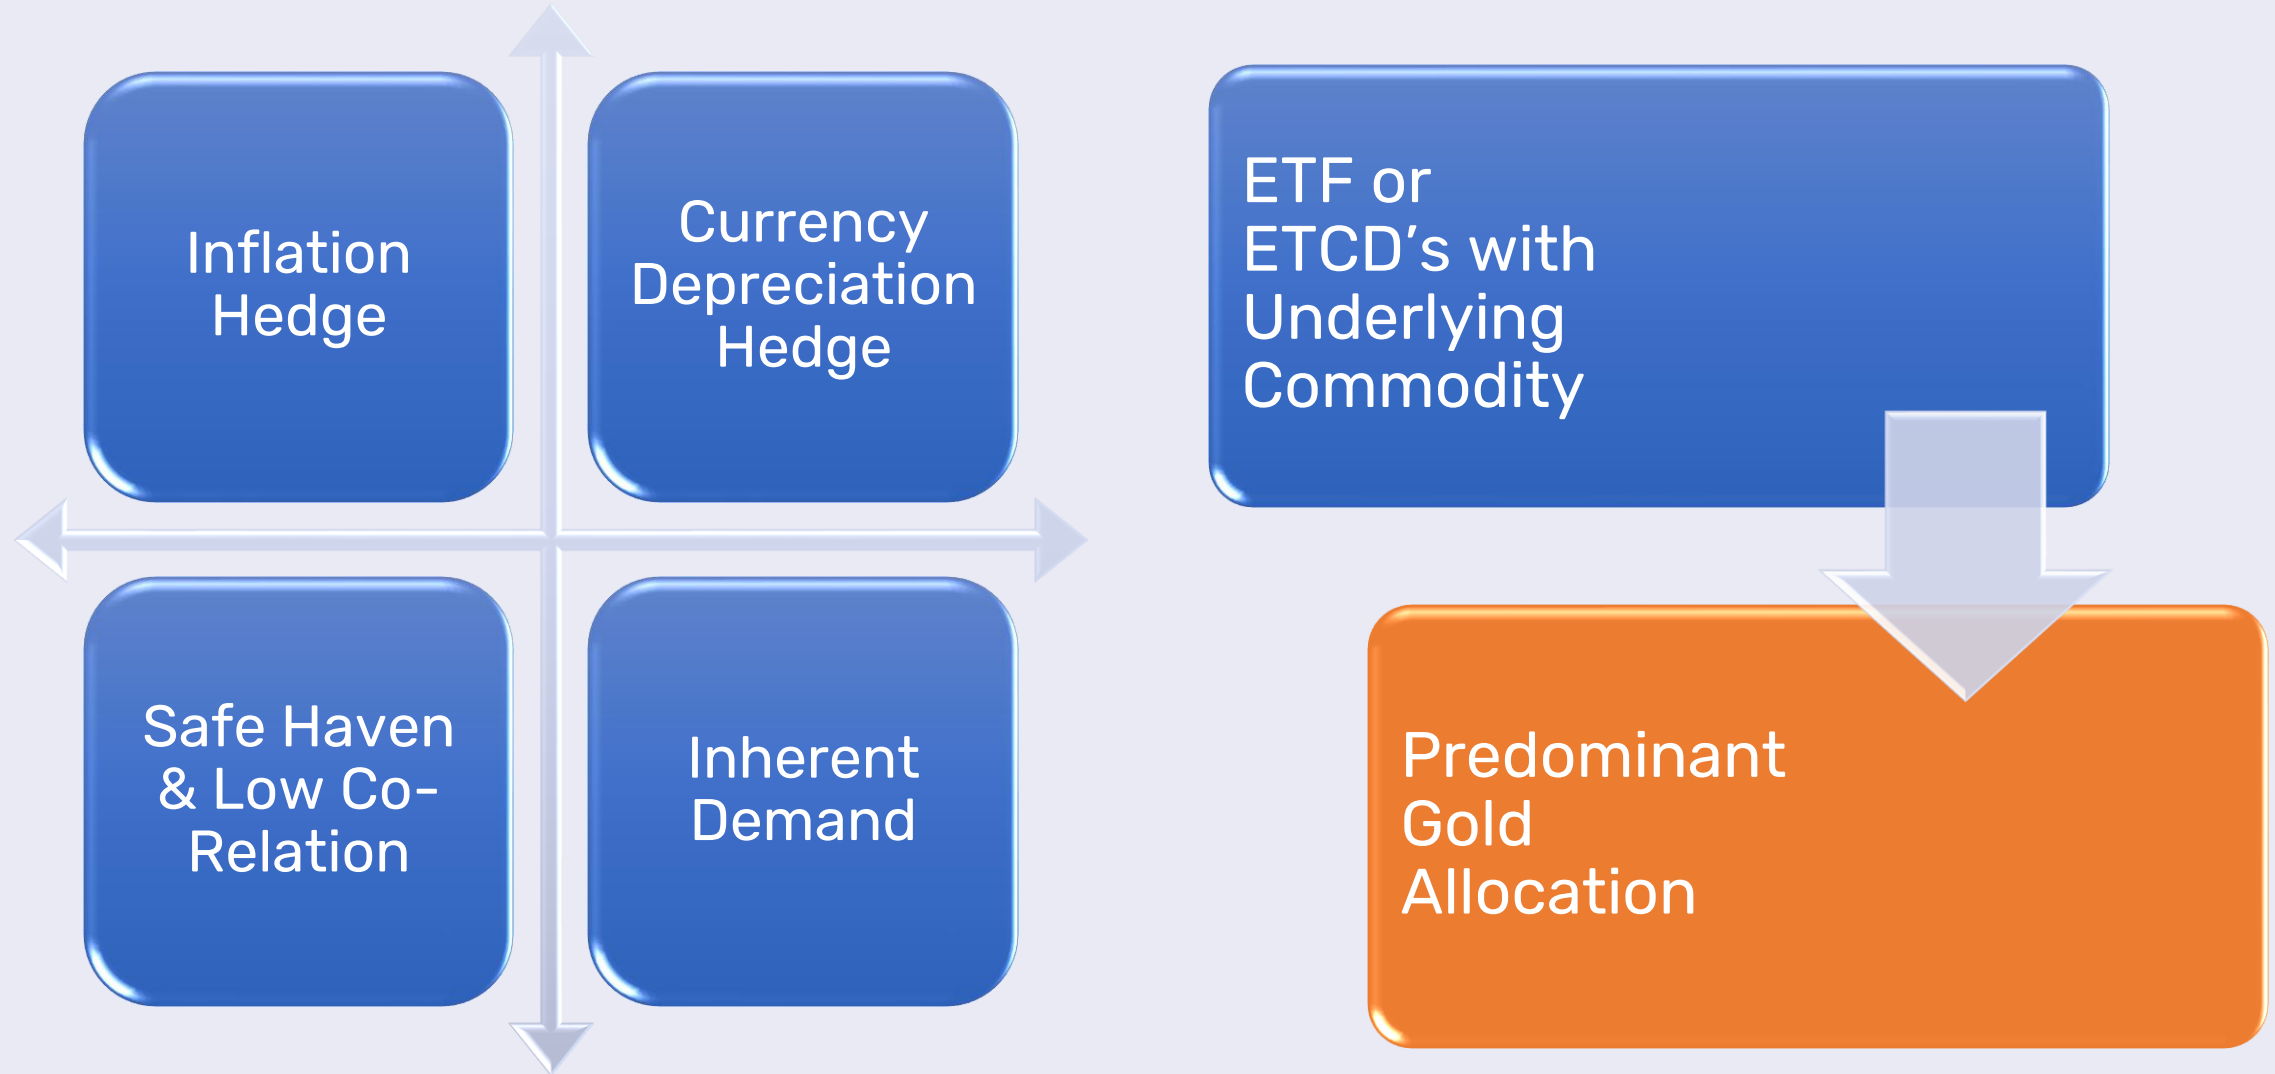 Inflation
Hedge
Currency
Depreciation
Hedge
Safe Haven
& Low Co-
Relation
Inherent
Demand
ETF or
ETCD’s with
Underlying
Commodity
Predominant
Gold
Allocation